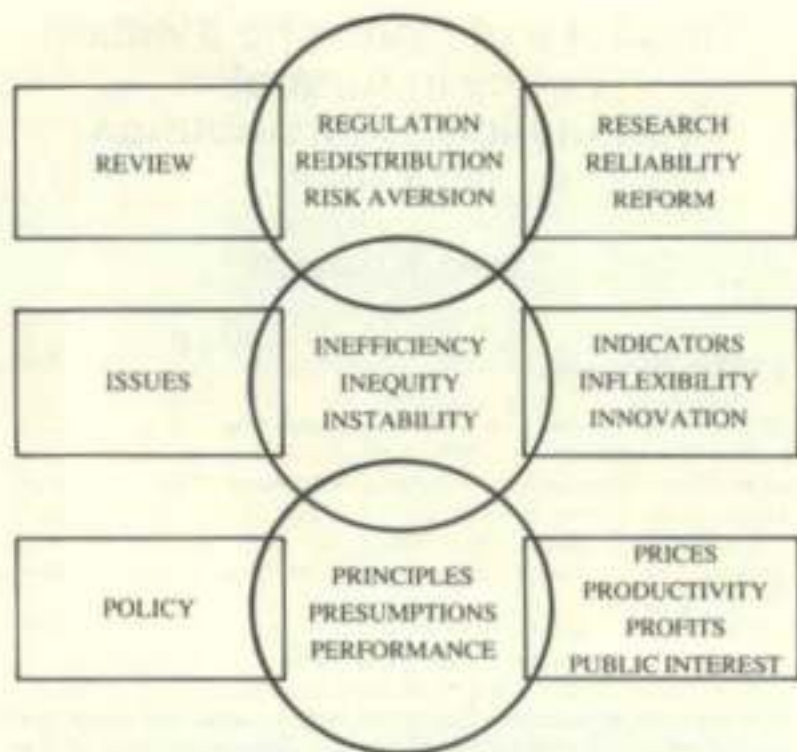 REVIEW
REGULATION
REDISTRIBUTION
RISK AVERSION
RESEARCH
RELIABILITY
REFORM
ISSUES
INEFFICIENCY
INEQUITY
INSTABILITY
INDICATORS
INFLEXIBILITY
INNOVATION
POLICY
PRINCIPLES
PRESUMPTIONS
PERFORMANCE
PRICES
PRODUCTIVITY
PROFITS
PUBLIC INTEREST